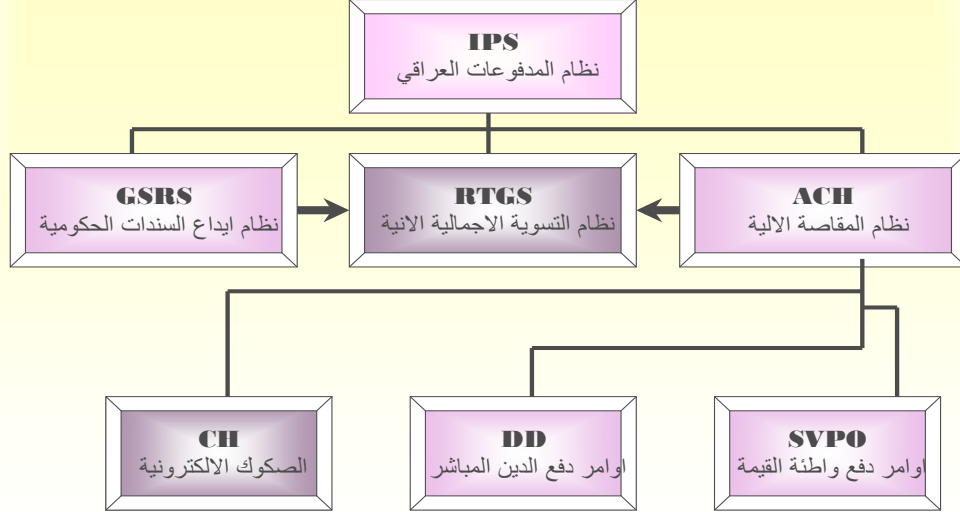 IPS
نظام المدفوعات العراقي
GSRS
نظام ايداع السندات الحكومية
RTGS
نظام التسوية الاجمالية الانية
ACH
نظام المقاصة الالية
CH
الصكوك الالكترونية
DD
اوامر دفع الدين المباشر
SVPO
اوامر دفع واطئة القيمة